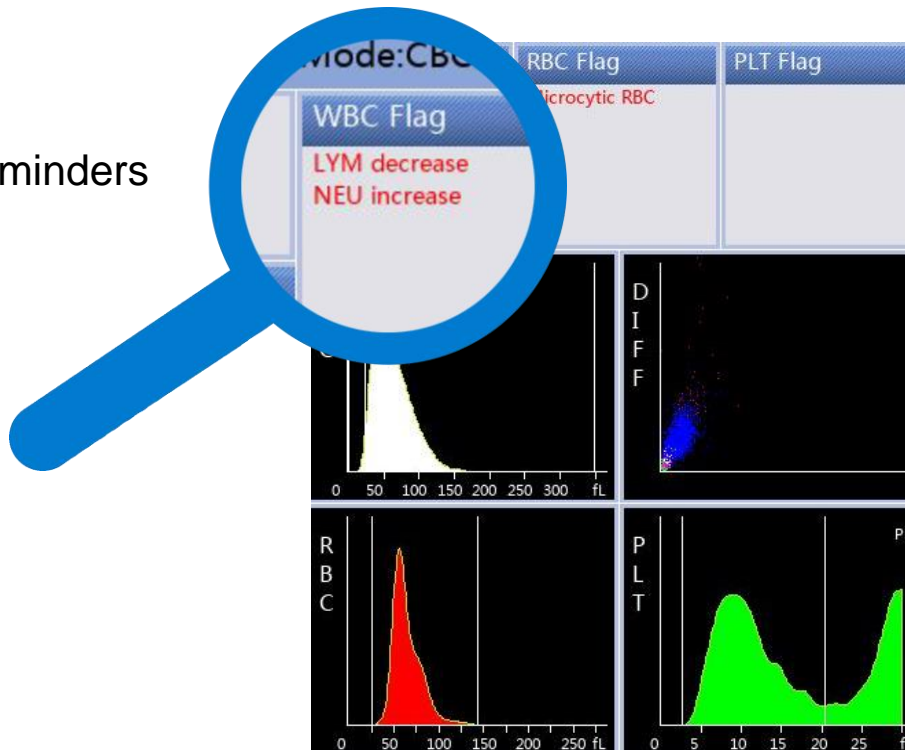 Mode:CBC
RBC Flag
PLT Flag
WBC Flag
RBC
LYM decrease
NEU increase
minders
D
I
F
F
0 50 100 150 200 250 300 fL
R
B
C
0 50 100 150 200 250 fL
P
L
T
P
0 5 10 15 20 25